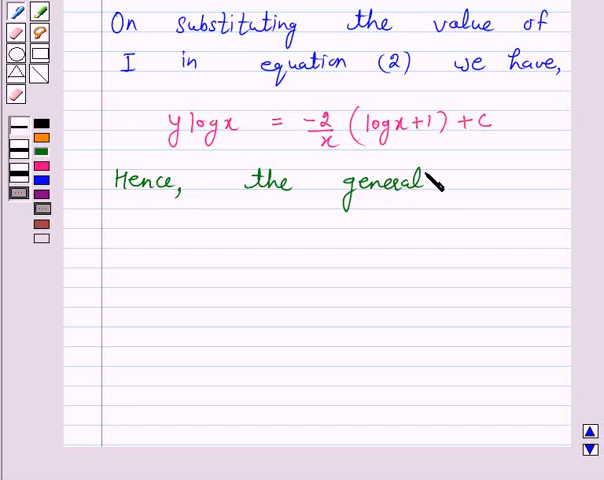 On substituting the value of
I in equation (2) we have,
y log x = -2/x (log x + 1) + C
Hence, the general